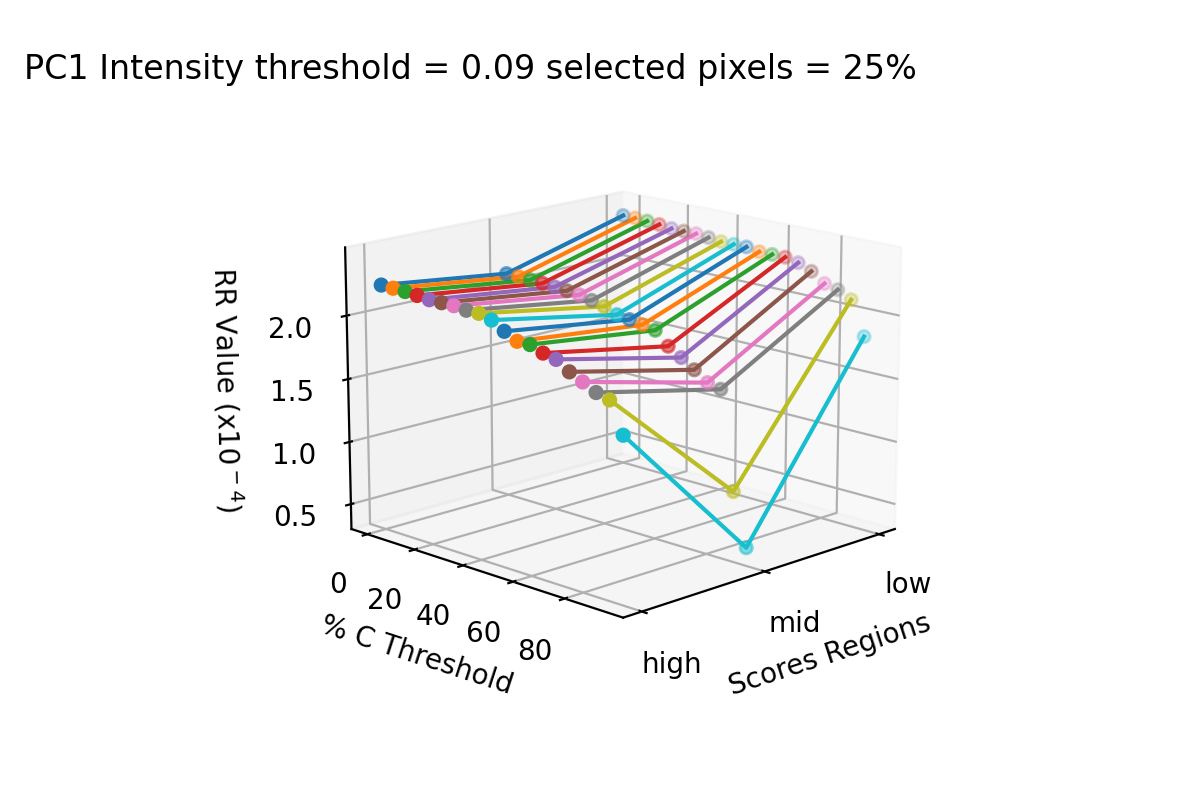 PC1 Intensity threshold = 0.09 selected pixels = 25%
RR Value (x10⁻⁴)
2.0
1.5
1.0
0.5
0
20
40
60
80
% C Threshold
high
mid
low
Scores Regions